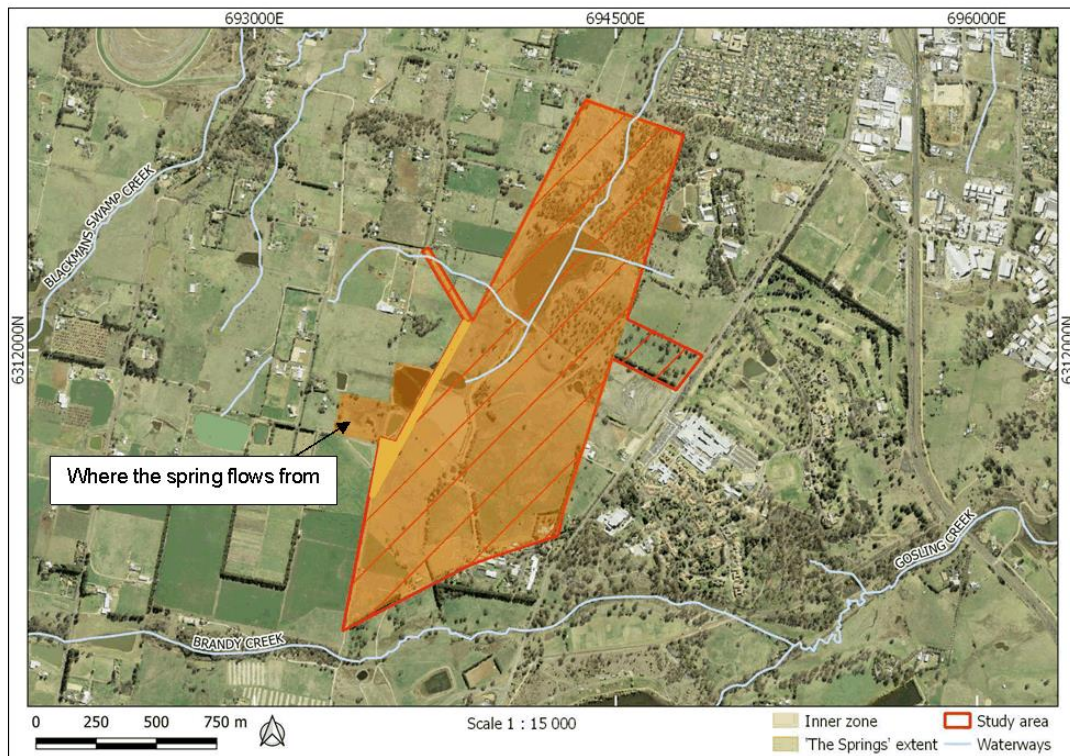 693000E 694500E 696000E
BLACKMANS SWAMP CREEK
6312000N
6312000N
Where the spring flows from
GOSLING CREEK
BRANDY CREEK
0 250 500 750 m
Scale 1 : 15 000
Inner zone
Study area
'The Springs' extent
Waterways